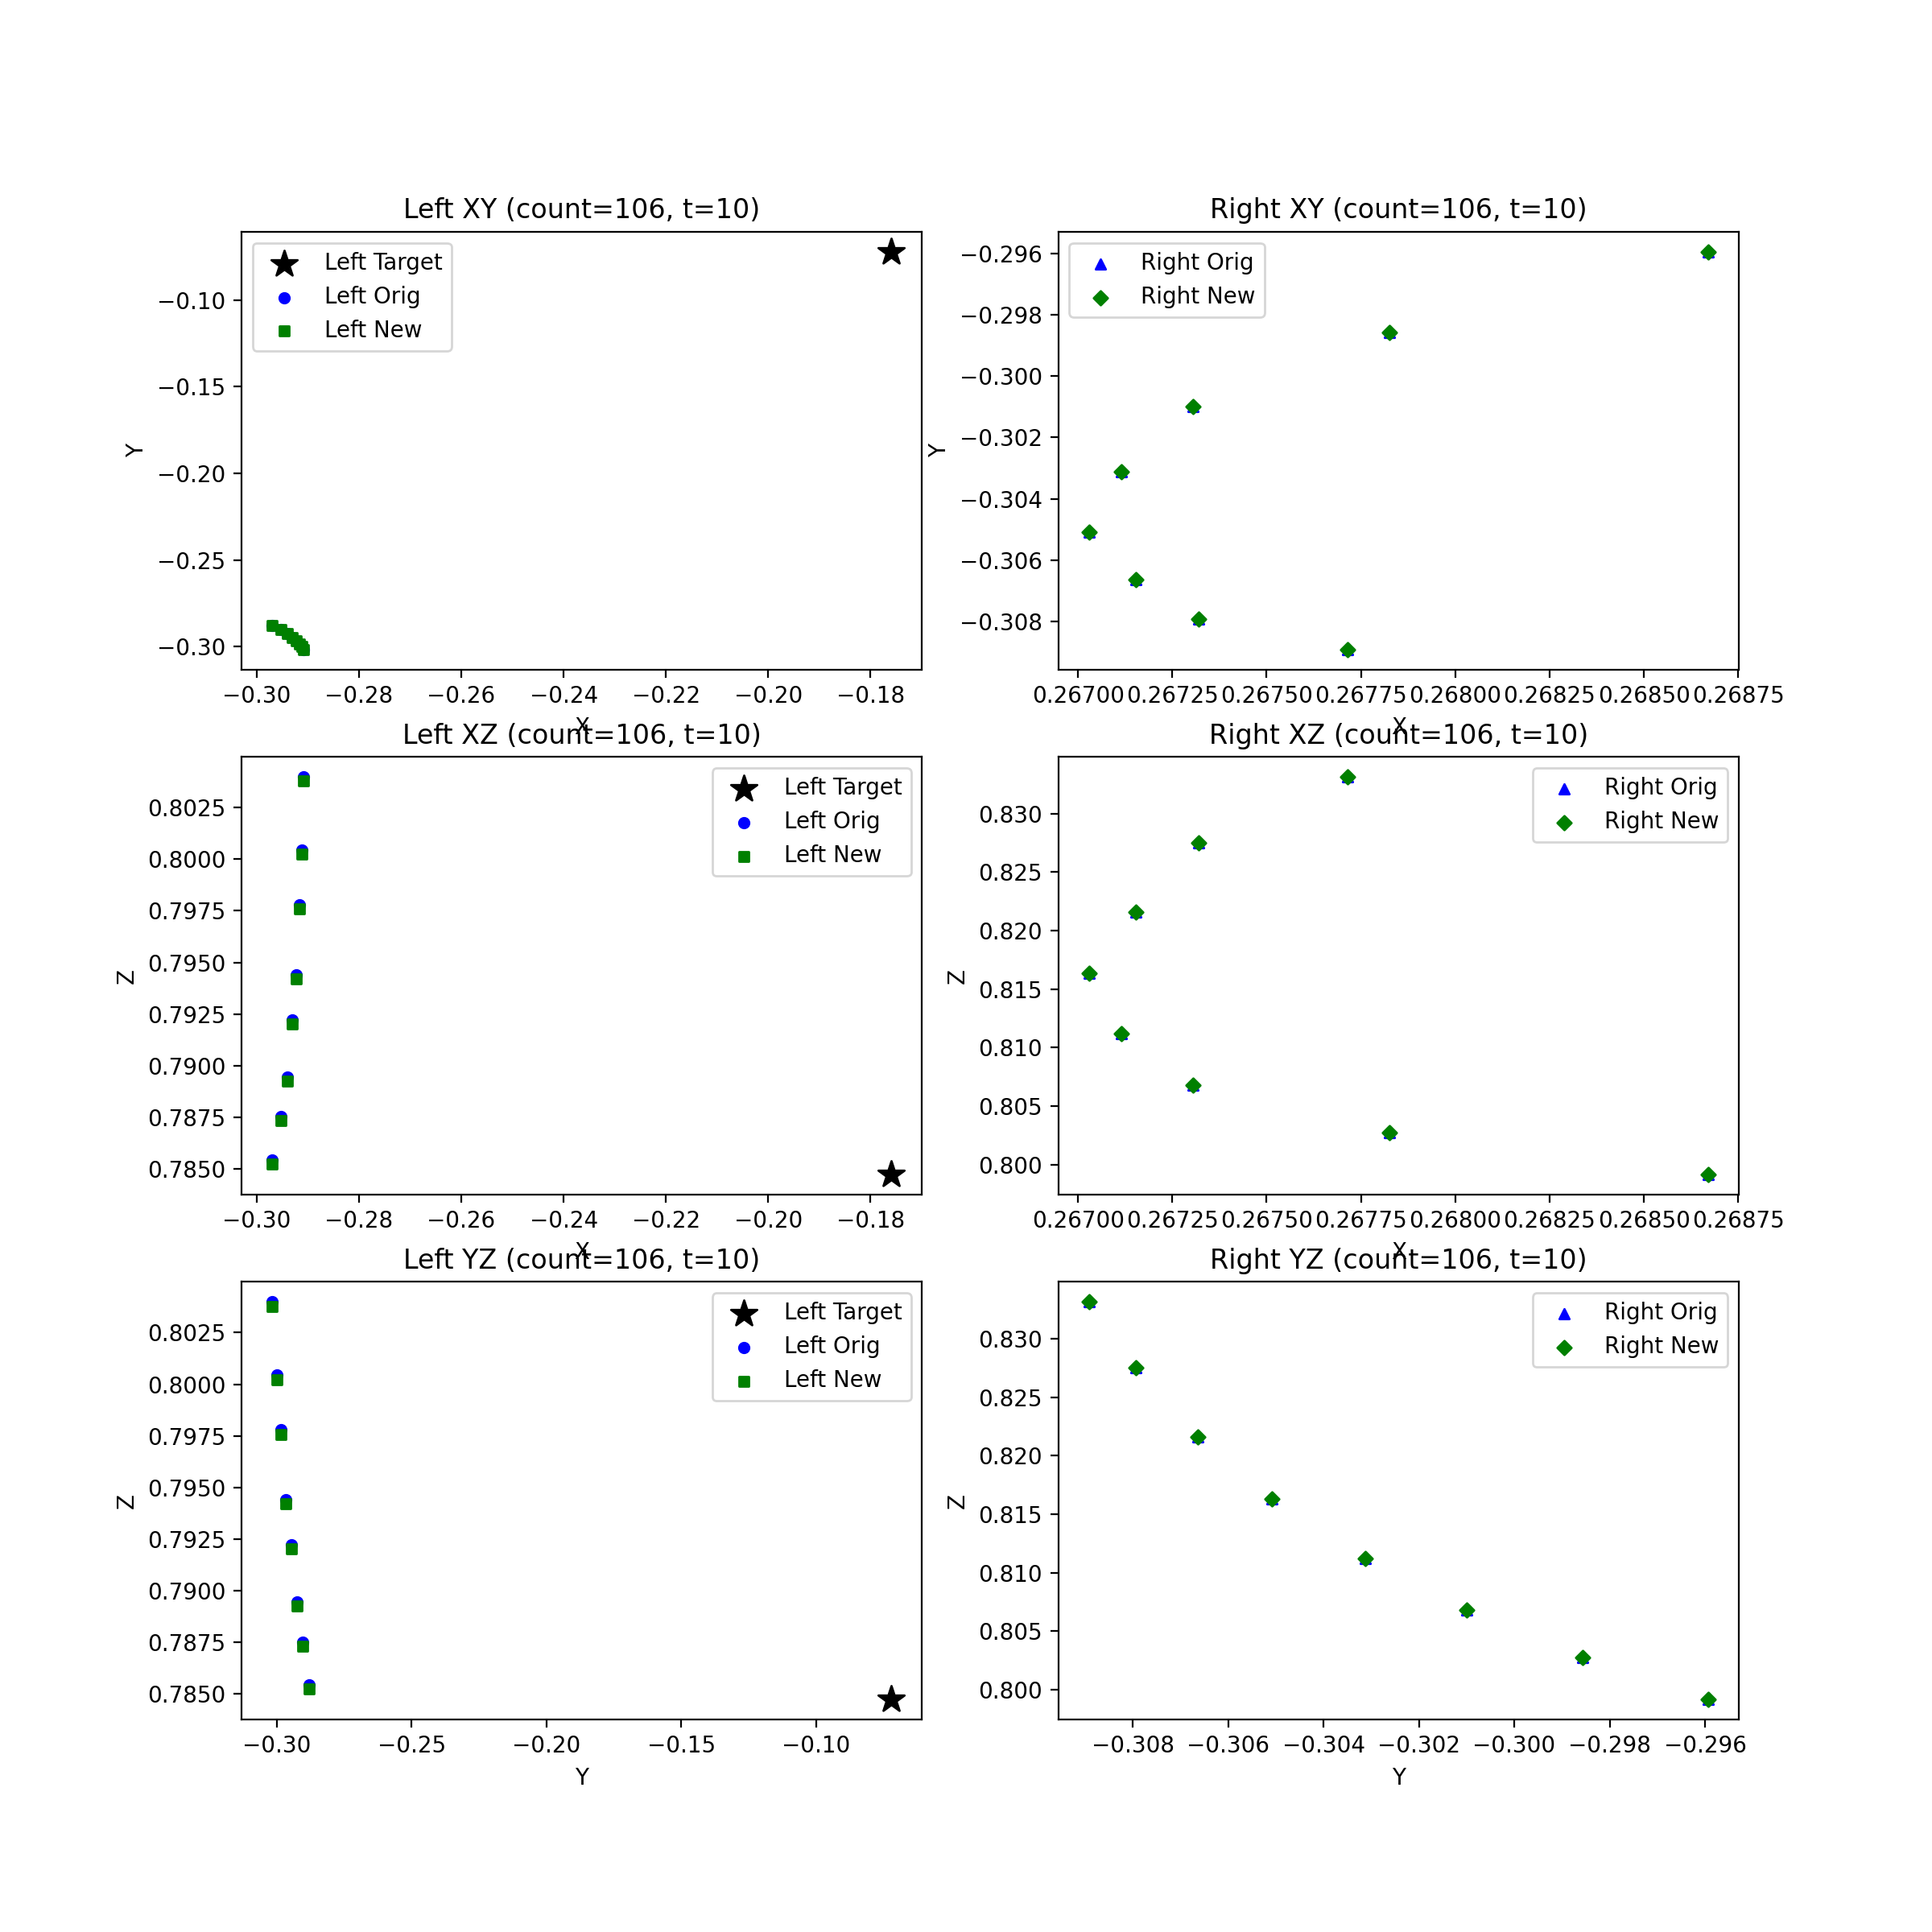 Left XY (count=106, t=10)
Left Target
Left Orig
Left New
−0.10
−0.15
−0.20
−0.25
−0.30
Y
−0.30 −0.28 −0.26 −0.24 −0.22 −0.20 −0.18
X
Right XY (count=106, t=10)
Right Orig
Right New
−0.296
−0.298
−0.300
−0.302
−0.304
−0.306
−0.308
Y
0.26700 0.26725 0.26750 0.26775 0.26800 0.26825 0.26850 0.26875
X
Left XZ (count=106, t=10)
Left Target
Left Orig
Left New
0.8025
0.8000
0.7975
0.7950
0.7925
0.7900
0.7875
0.7850
Z
−0.30 −0.28 −0.26 −0.24 −0.22 −0.20 −0.18
X
Right XZ (count=106, t=10)
Right Orig
Right New
0.830
0.825
0.820
0.815
0.810
0.805
0.800
Z
0.26700 0.26725 0.26750 0.26775 0.26800 0.26825 0.26850 0.26875
X
Left YZ (count=106, t=10)
Left Target
Left Orig
Left New
0.8025
0.8000
0.7975
0.7950
0.7925
0.7900
0.7875
0.7850
Z
−0.30 −0.25 −0.20 −0.15 −0.10
Y
Right YZ (count=106, t=10)
Right Orig
Right New
0.830
0.825
0.820
0.815
0.810
0.805
0.800
Z
−0.308 −0.306 −0.304 −0.302 −0.300 −0.298 −0.296
Y